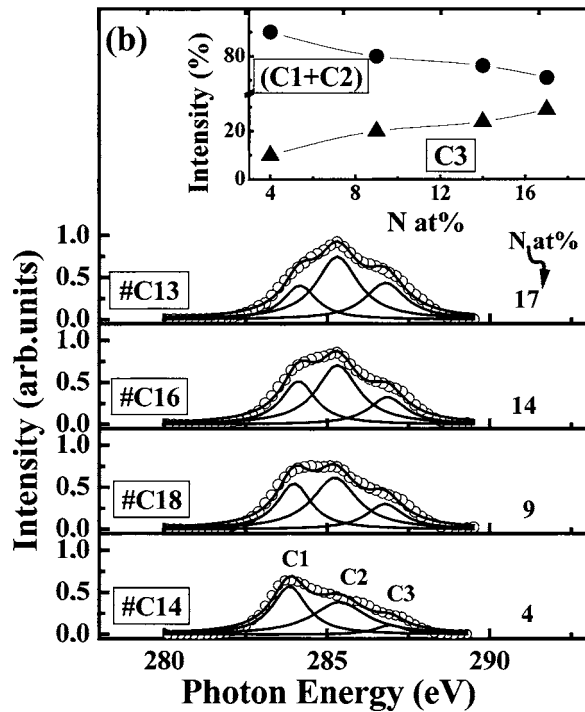 (b)
Intensity (%)
80
20
0
(C1+C2)
C3
4 8 12 16
N at%
N at%
1.0
0.5
0.0
#C13
17
1.0
0.5
0.0
#C16
14
1.0
0.5
0.0
#C18
9
1.0
0.5
0.0
#C14
C1
C2
C3
4
Intensity (arb.units)
280 285 290
Photon Energy (eV)